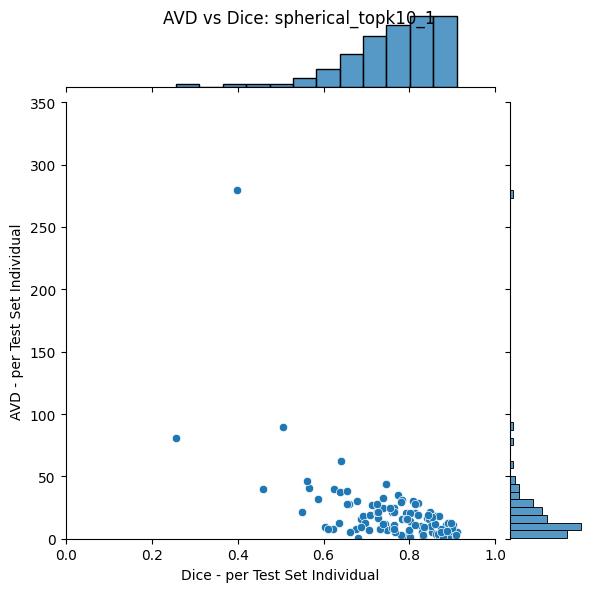 AVD vs Dice: spherical_topk10_1
350
300
250
200
150
100
50
0
AVD - per Test Set Individual
0.0 0.2 0.4 0.6 0.8 1.0
Dice - per Test Set Individual